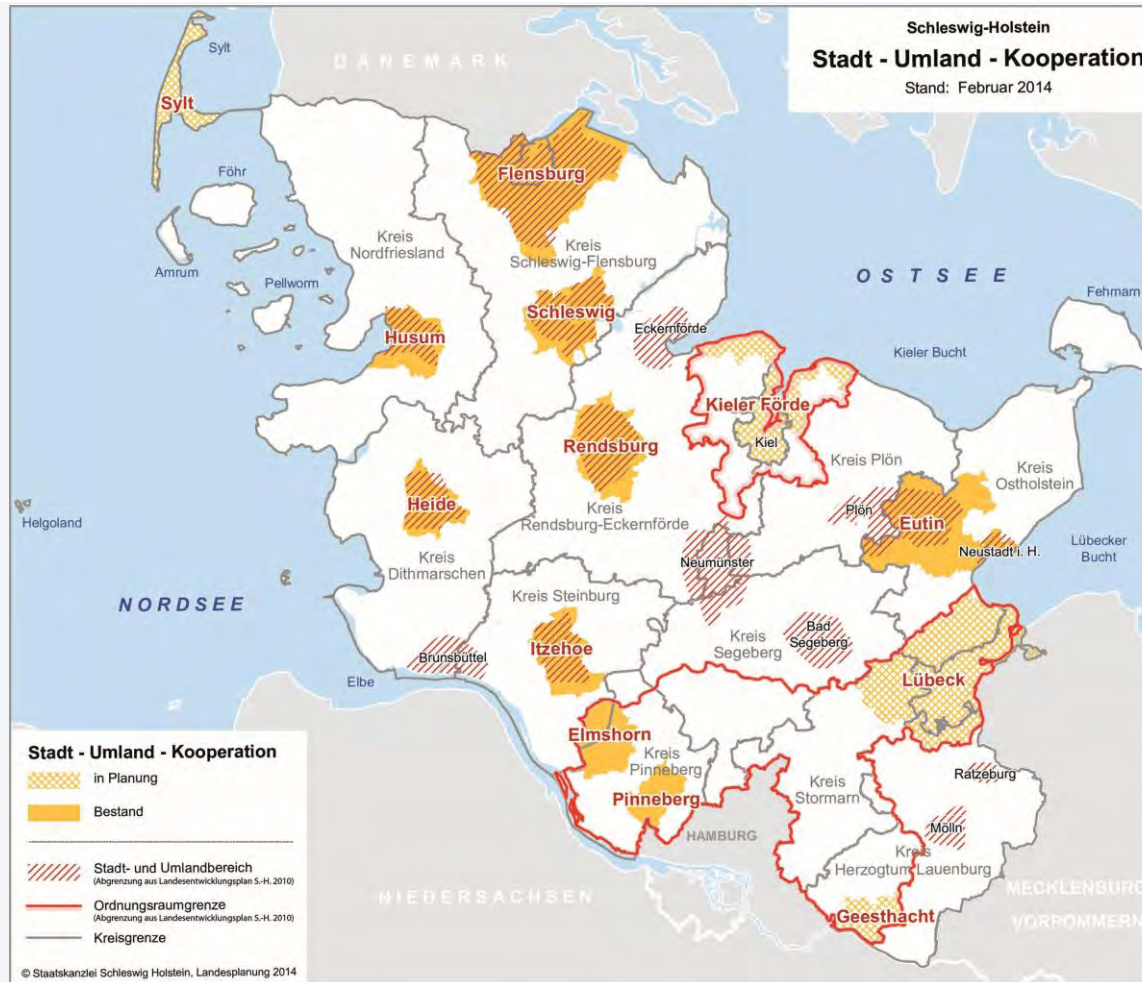 Schleswig-Holstein
Stadt - Umland - Kooperation
Stand: Februar 2014
DÄNEMARK
Sylt
Sylt
Flensburg
Föhr
Kreis
Nordfriesland
Kreis
Schleswig-Flensburg
Amrum
Pellworm
OSTSEE
Fehmarn
Schleswig
Husum
Eckernförde
Kieler Bucht
Kieler Förde
Kiel
Rendsburg
Kreis Plön
Kreis
Ostholstein
Heide
Helgoland
Kreis
Rendsburg-Eckernförde
Plön
Eutin
Neustadt i. H.
Lübecker
Bucht
Kreis
Dithmarschen
Neumünster
NORDSEE
Kreis Steinburg
Kreis
Segeberg
Bad
Segeberg
Itzehoe
Brunsbüttel
Elbe
Lübeck
Elmshorn
Kreis
Pinneberg
Pinneberg
Kreis
Stormarn
Ratzeburg
Mölln
HAMBURG
Kreis
Herzogtum Lauenburg
NIEDERSACHSEN
MECKLENBURG
VORPOMMERN
Geesthacht
Stadt - Umland - Kooperation
in Planung
Bestand
Stadt- und Umlandbereich
(Abgrenzung aus Landesentwicklungsplan S.-H. 2010)
Ordnungsraumgrenze
(Abgrenzung aus Landesentwicklungsplan S.-H. 2010)
Kreisgrenze
© Staatskanzlei Schleswig Holstein, Landesplanung 2014